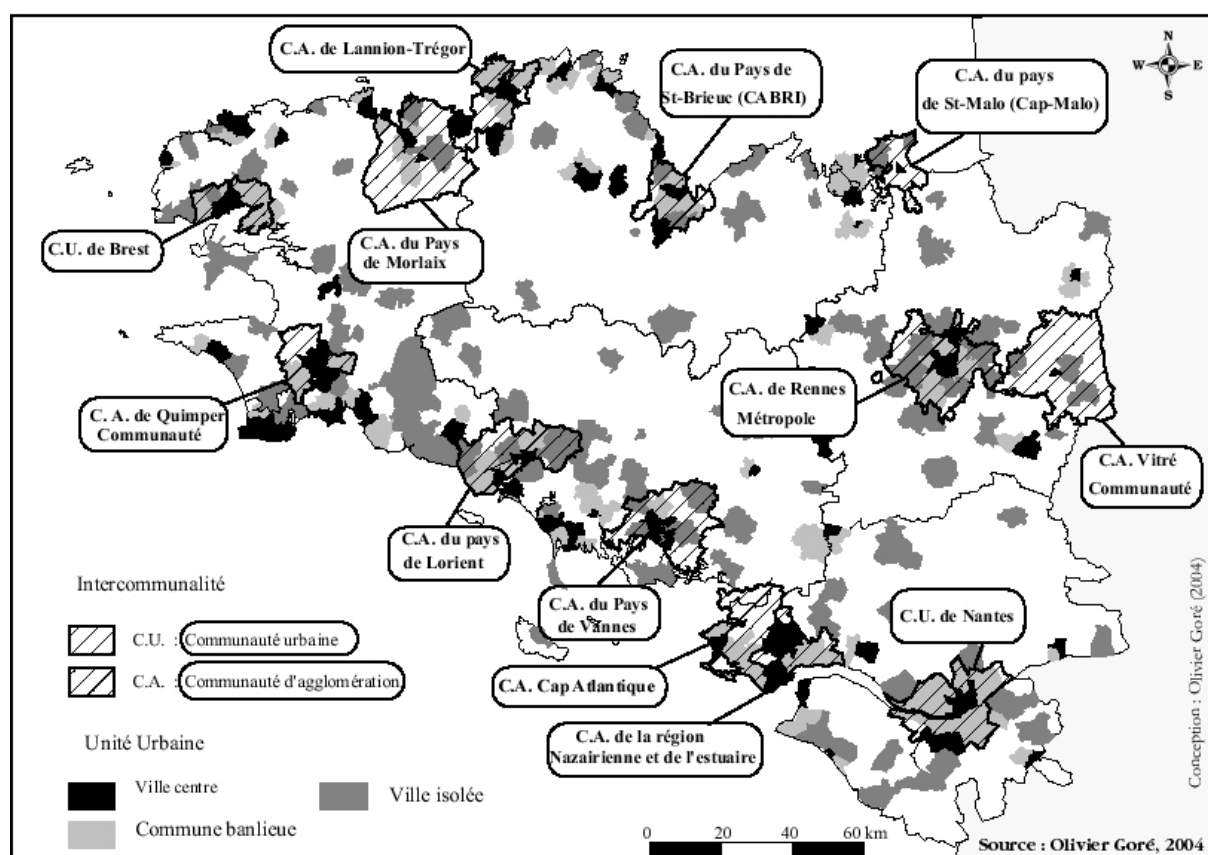 C.A. de Lannion-Trégor
C.A. du Pays de
St-Brieuc (CABRI)
C.A. du pays
de St-Malo (Cap-Malo)
N
W E
S
C.U. de Brest
C.A. du Pays
de Morlaix
C. A. de Quimper
Communauté
C.A. de Rennes
Métropole
C.A. Vitré
Communauté
C.A. du pays
de Lorient
C.A. du Pays
de Vannes
C.U. de Nantes
C.A. Cap Atlantique
C.A. de la région
Nazairienne et de l'estuaire
Intercommunalité
C.U. : Communauté urbaine
C.A. : Communauté d'agglomération
Unité Urbaine
Ville centre
Ville isolée
Commune banlieue
0 20 40 60 km
Conception : Olivier Goré (2004)
Source : Olivier Goré, 2004